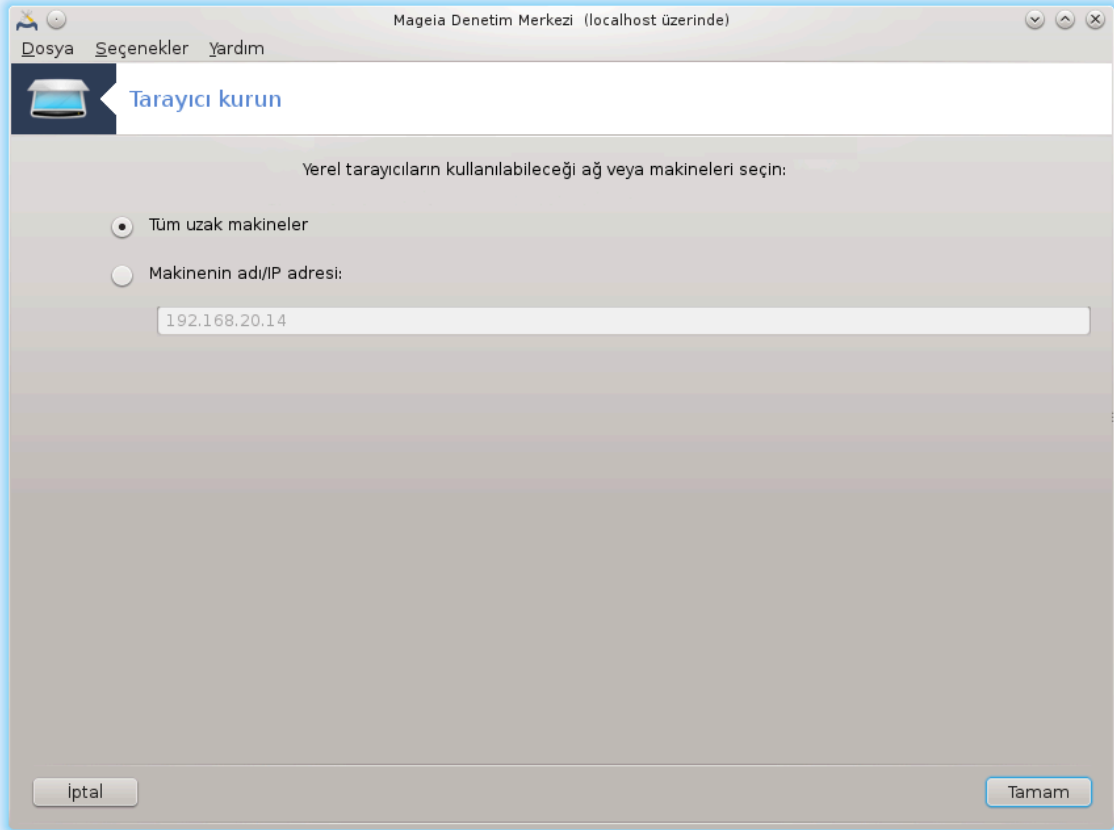 Mageia Denetim Merkezi (localhost üzerinde)
Dosya Seçenekler Yardım
Tarayıcı kurun
Yerel tarayıcıların kullanılabileceği ağ veya makineleri seçin:
Tüm uzak makineler
Makinenin adı/IP adresi:
192.168.20.14
İptal Tamam